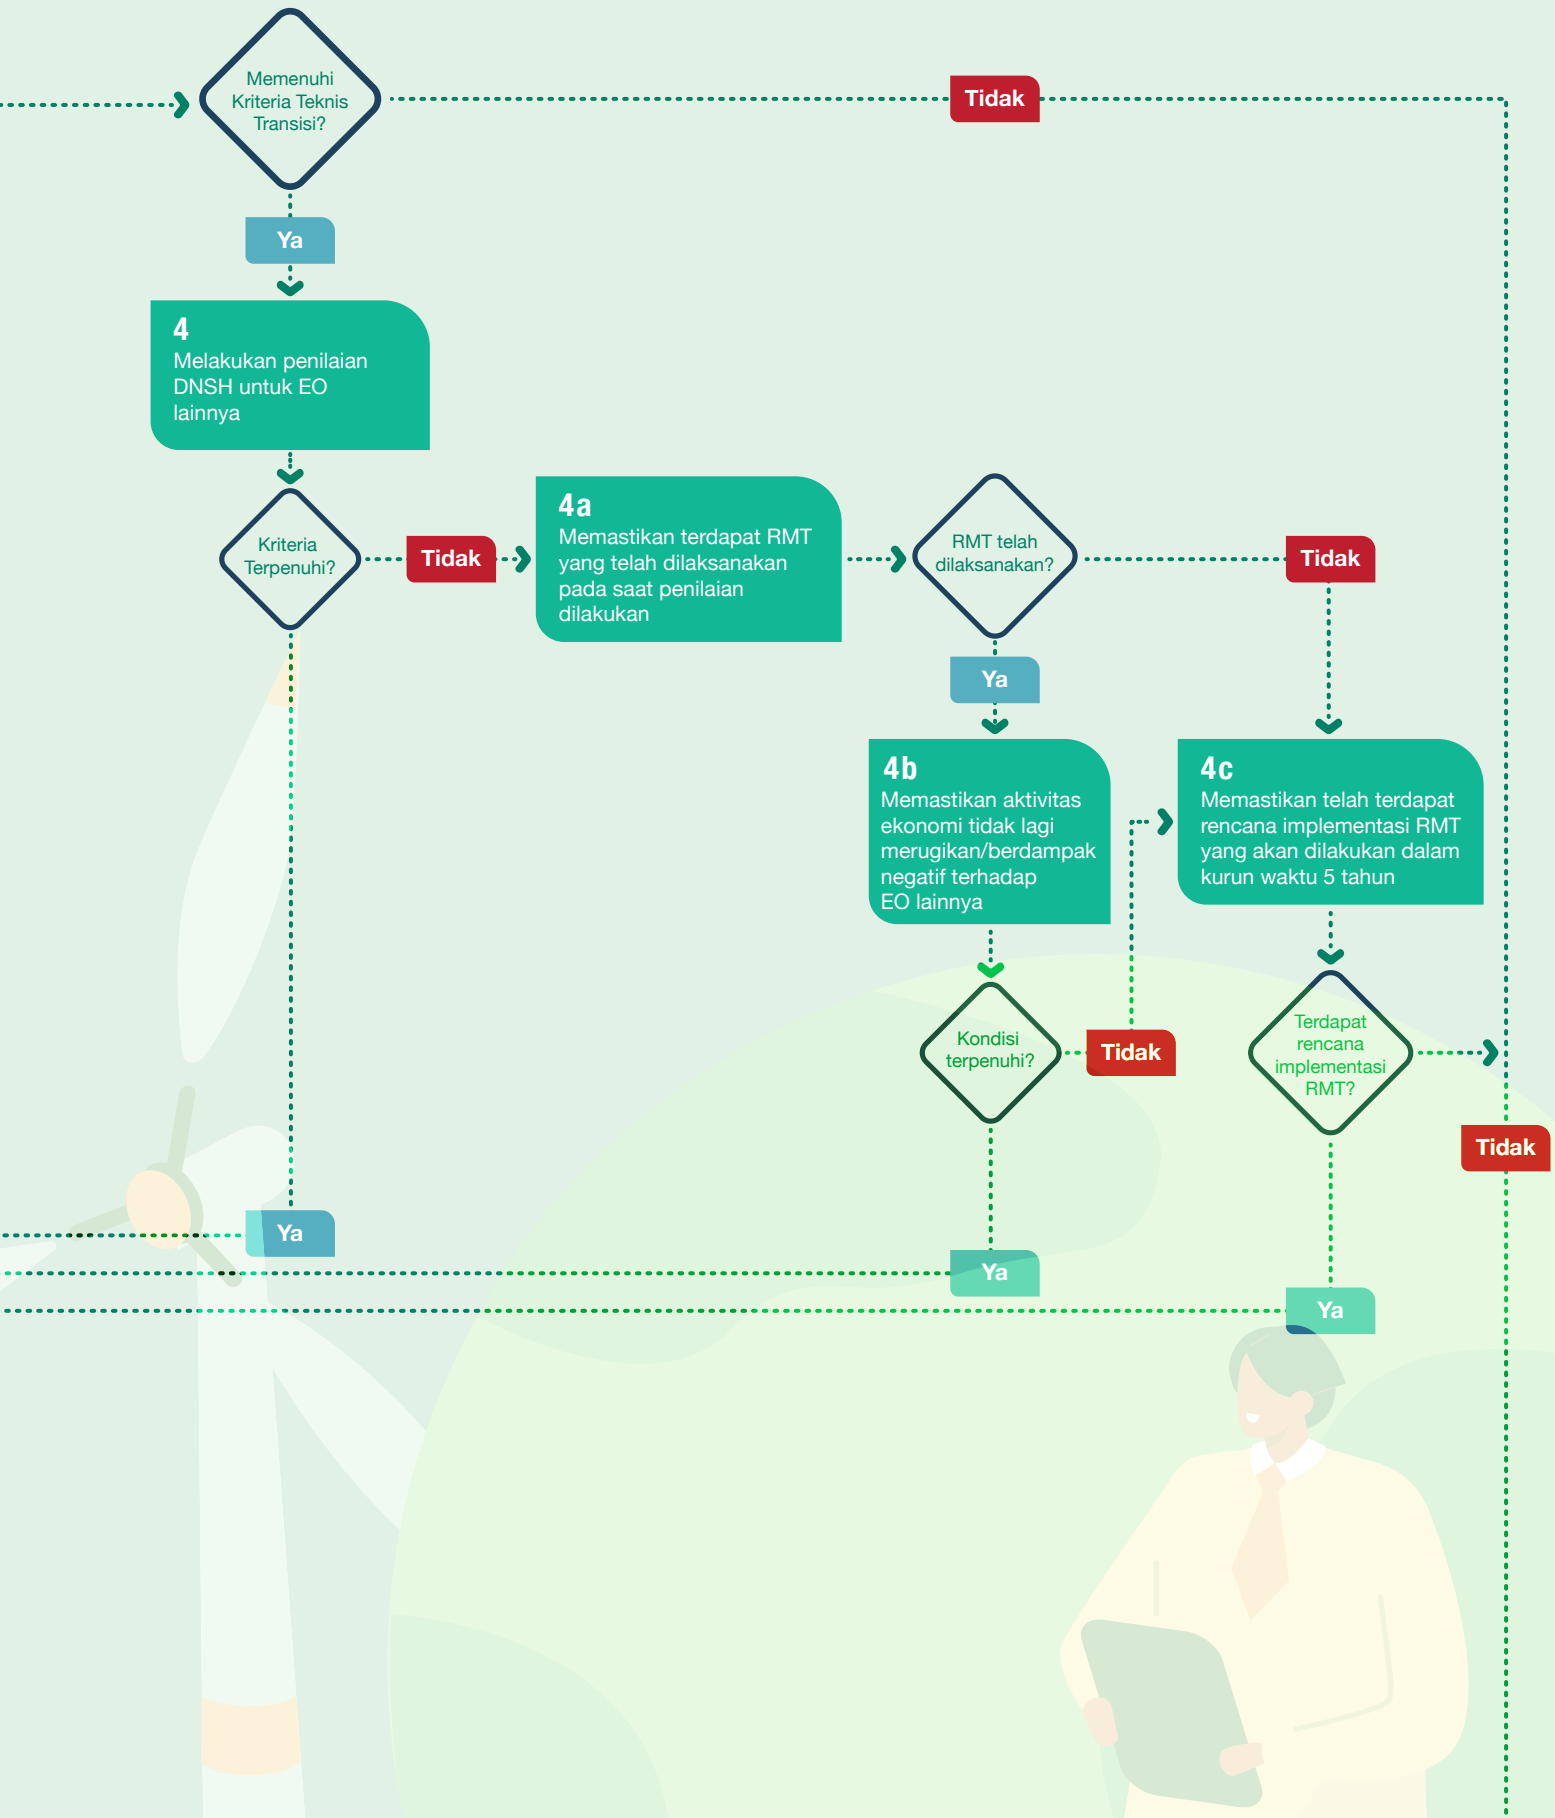 Memenuhi
Kriteria Teknis
Transisi?
Tidak
Ya
4
Melakukan penilaian
DNSH untuk EO
lainnya
Kriteria
Terpenuhi?
Tidak
4a
Memastikan terdapat RMT
yang telah dilaksanakan
pada saat penilaian
dilakukan
RMT telah
dilaksanakan?
Tidak
Ya
4b
Memastikan aktivitas
ekonomi tidak lagi
merugikan/berdampak
negatif terhadap
EO lainnya
4c
Memastikan telah terdapat
rencana implementasi RMT
yang akan dilakukan dalam
kurun waktu 5 tahun
Kondisi
terpenuhi?
Tidak
Terdapat
rencana
implementasi
RMT?
Tidak
Ya
Ya
Ya